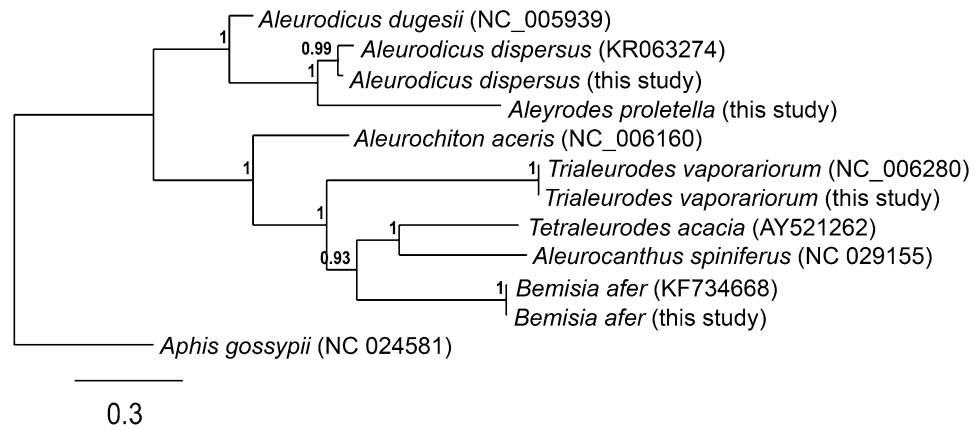 1 Aleurodicus dugesii (NC_005939)
0.99 Aleurodicus dispersus (KR063274)
1 Aleurodicus dispersus (this study)
Aleyrodes proletella (this study)
Aleurochiton aceris (NC_006160)
1 1 Trialeurodes vaporariorum (NC_006280)
Trialeurodes vaporariorum (this study)
1 1 Tetraleurodes acacia (AY521262)
0.93 Aleurocanthus spiniferus (NC 029155)
1 Bemisia afer (KF734668)
Bemisia afer (this study)
Aphis gossypii (NC 024581)
0.3